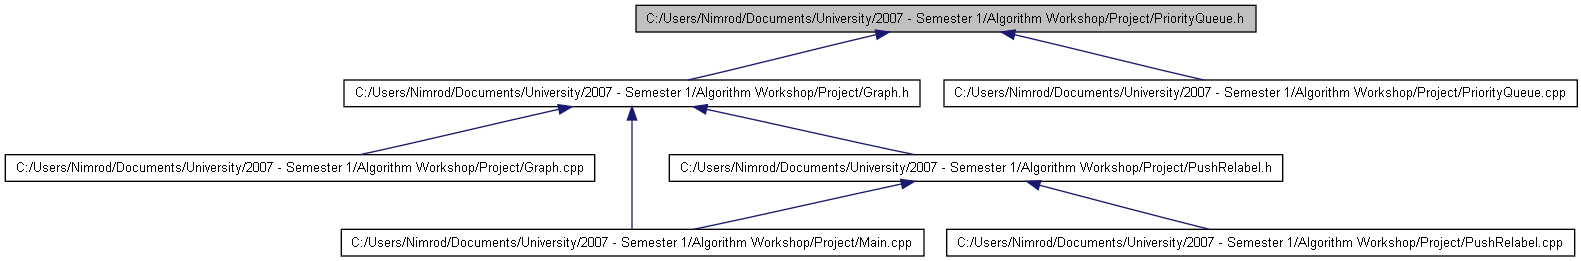 C:/Users/Nimrod/Documents/University/2007 - Semester 1/Algorithm Workshop/Project/PriorityQueue.h
C:/Users/Nimrod/Documents/University/2007 - Semester 1/Algorithm Workshop/Project/Graph.h
C:/Users/Nimrod/Documents/University/2007 - Semester 1/Algorithm Workshop/Project/PriorityQueue.cpp
C:/Users/Nimrod/Documents/University/2007 - Semester 1/Algorithm Workshop/Project/Graph.cpp
C:/Users/Nimrod/Documents/University/2007 - Semester 1/Algorithm Workshop/Project/PushRelabel.h
C:/Users/Nimrod/Documents/University/2007 - Semester 1/Algorithm Workshop/Project/Main.cpp
C:/Users/Nimrod/Documents/University/2007 - Semester 1/Algorithm Workshop/Project/PushRelabel.cpp